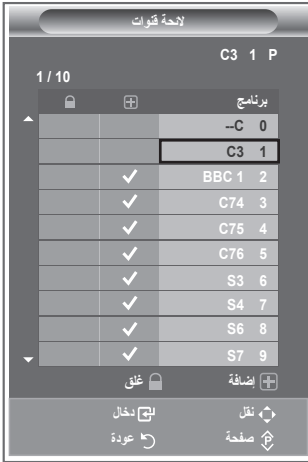 لائحة قنوات
C3 1 P
1 / 10
برنامج
--C 0
C3 1
BBC 1 2
C74 3
C75 4
C76 5
S3 6
S4 7
S6 8
S7 9
إضافة غلق
نقل دخال
صفحة عودة